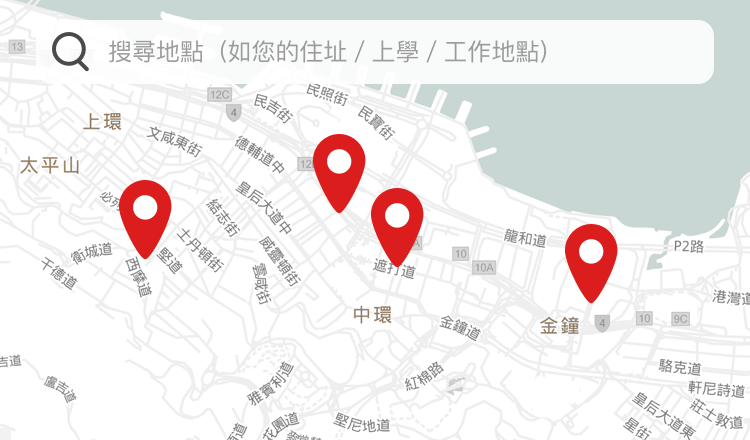 搜尋地點（如您的住址 / 上學 / 工作地點）
13
12C
4
民照街
民吉街
民寶街
上環
文咸東街
德輔道中
太平山
皇后大道中
結志街
士丹頓街
威靈頓街
雲咸街
衛城道
堅道
西摩道
干德道
遮打道
龍和道
10
10A
P2路
港灣道
中環
金鐘道
金鐘
4
10
9C
駱克道
軒尼詩道
莊士敦道
皇后大道東
星街
吉道
盧吉道
雅賓利道
紅棉路
花園道
堅尼地道